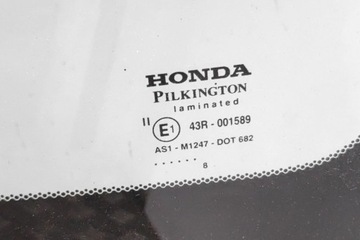 HONDA
PILKINGTON
laminated
II E1 43R - 001589
AS1 - M1247 - DOT 682
. . . . . . 8